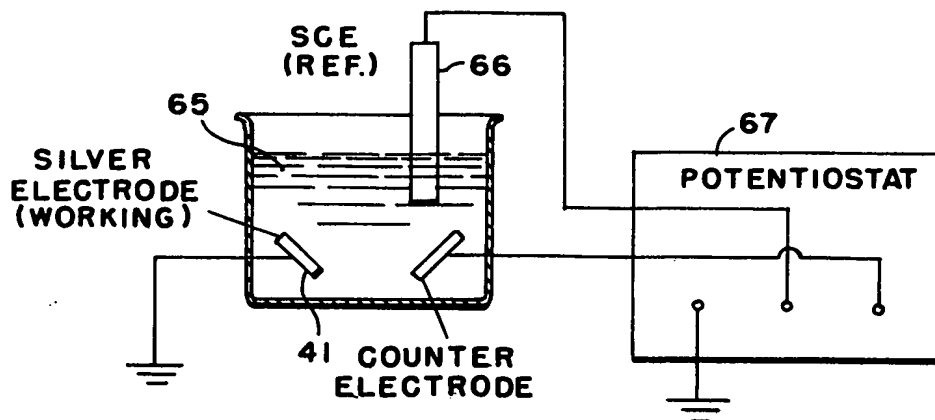 SCE
(REF.)
66
65
67
SILVER
ELECTRODE
(WORKING)
POTENTIOSTAT
41
COUNTER
ELECTRODE